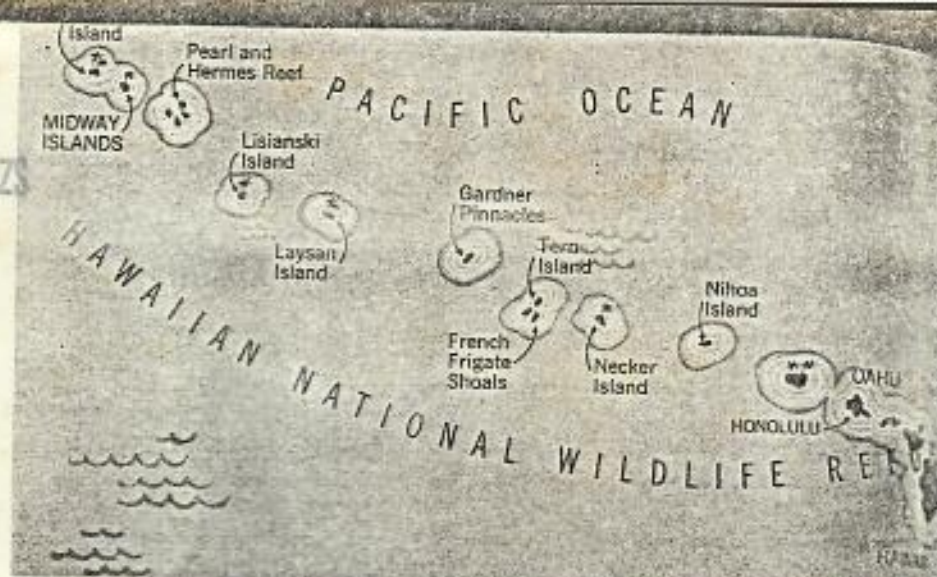 Island
MIDWAY
ISLANDS
Pearl and
Hermes Reef
PACIFIC OCEAN
Lisianski
Island
Laysan
Island
Gardner
Pinnacles
Tern
Island
French
Frigate
Shoals
Necker
Island
Nihoa
Island
OAHU
HONOLULU
HAWAIIAN NATIONAL WILDLIFE RE